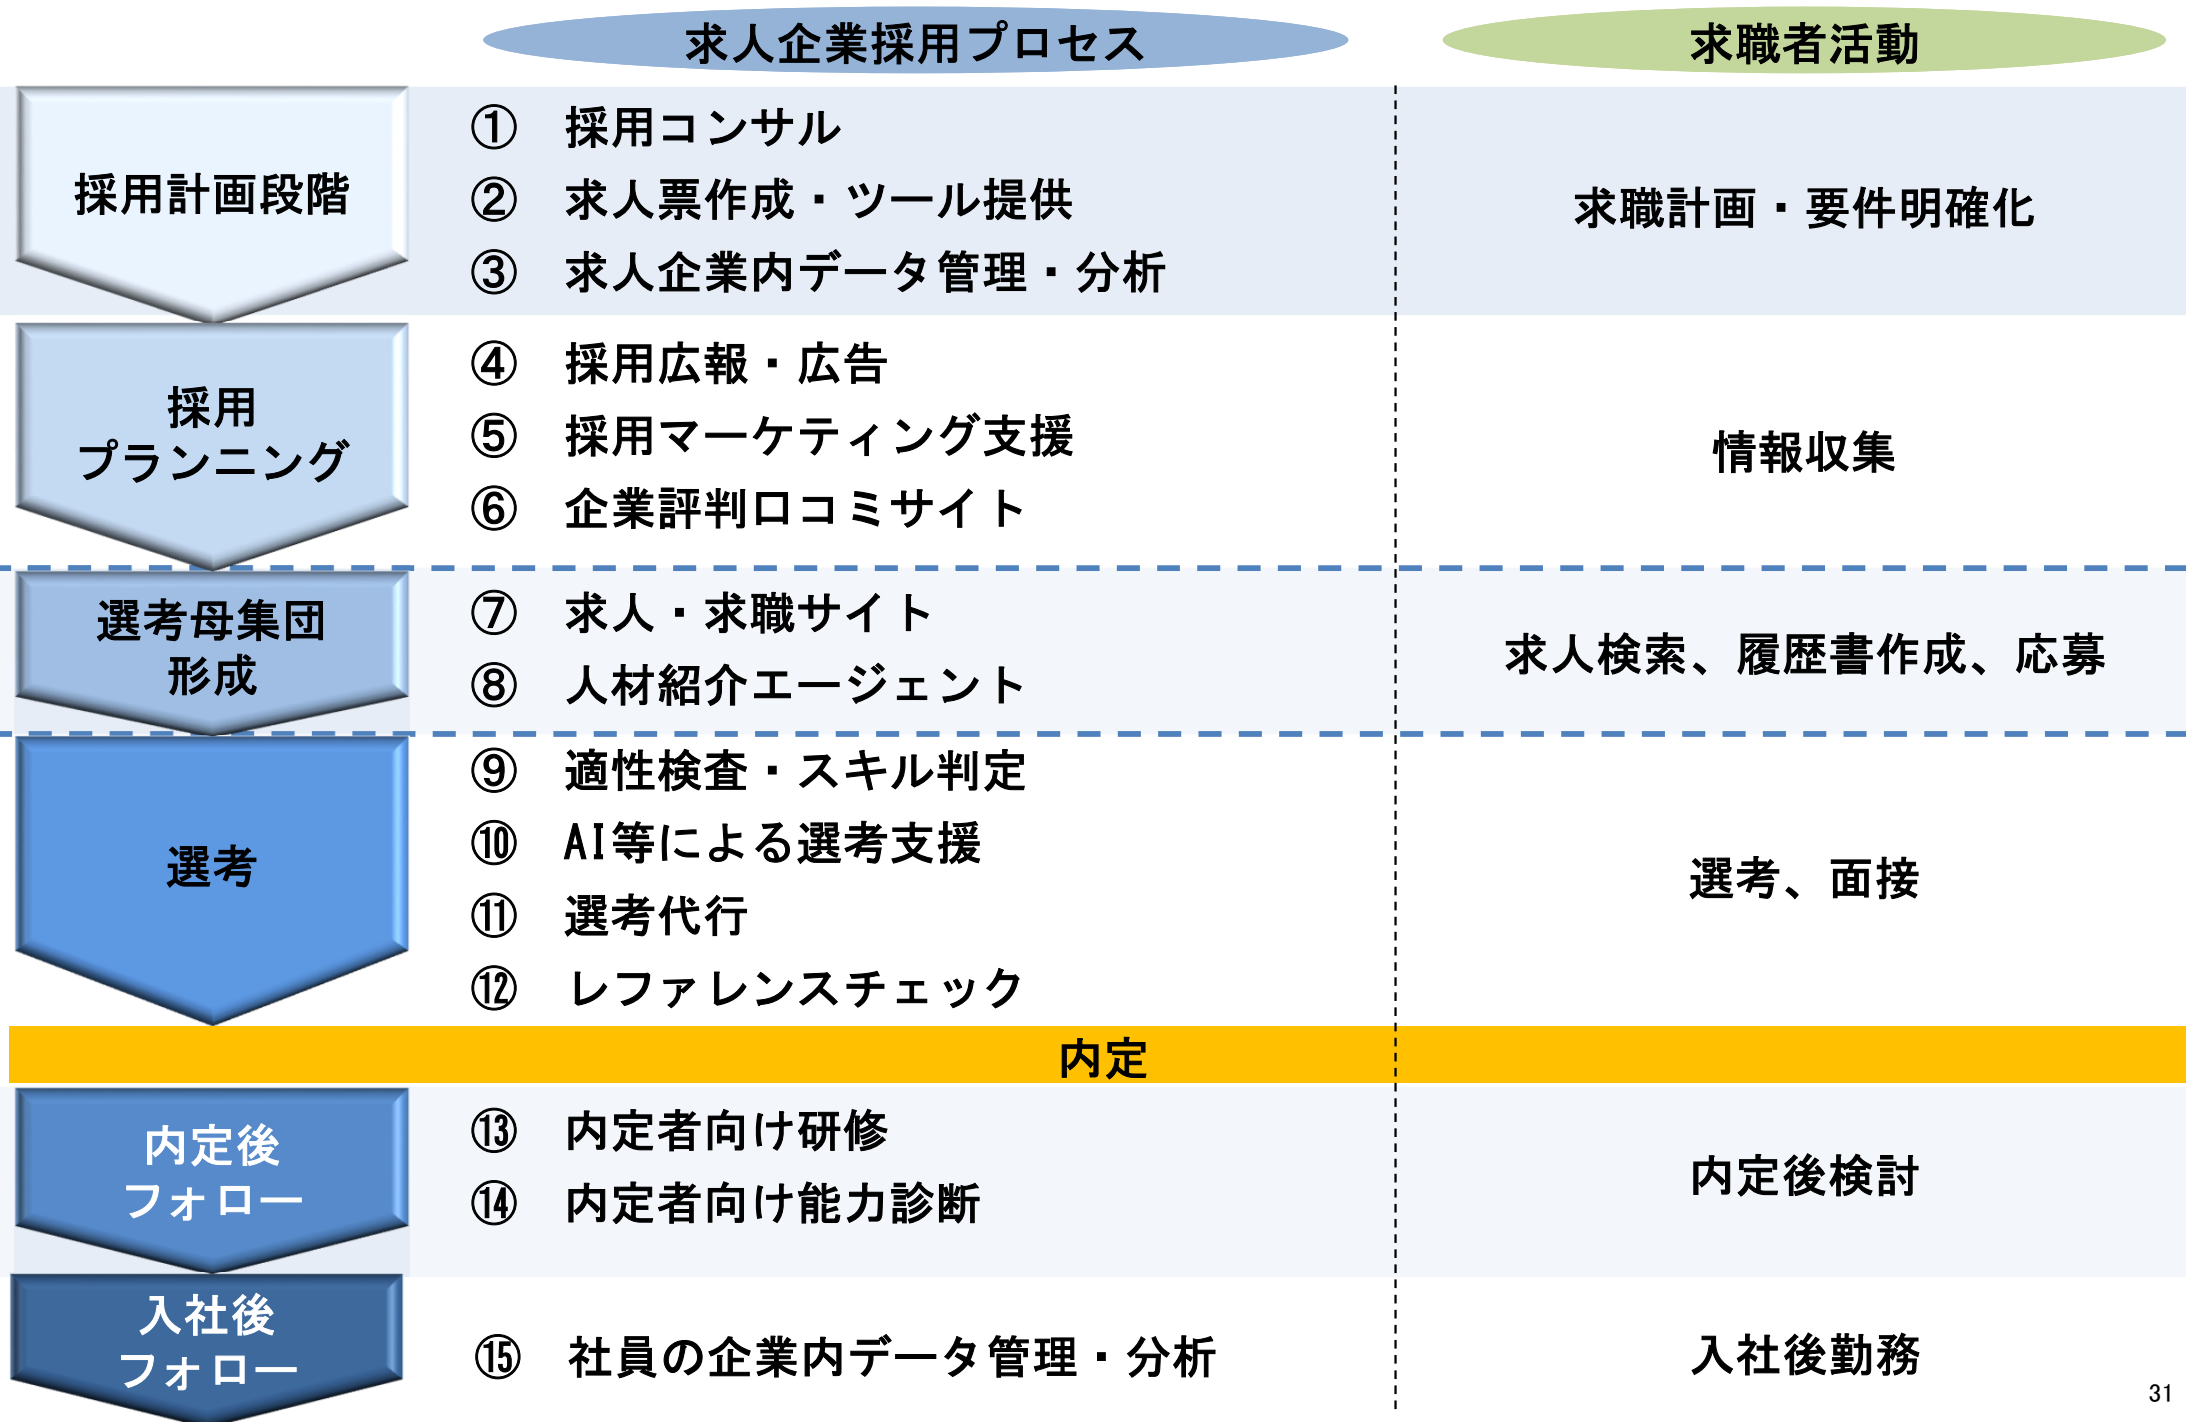 求人企業採用プロセス
求職者活動
採用計画段階
① 採用コンサル
② 求人票作成・ツール提供
③ 求人企業内データ管理・分析
求職計画・要件明確化
採用
プランニング
④ 採用広報・広告
⑤ 採用マーケティング支援
⑥ 企業評判口コミサイト
情報収集
選考母集団
形成
⑦ 求人・求職サイト
⑧ 人材紹介エージェント
求人検索、履歴書作成、応募
選考
⑨ 適性検査・スキル判定
⑩ AI等による選考支援
⑪ 選考代行
⑫ レファレンスチェック
選考、面接
内定
内定後
フォロー
⑬ 内定者向け研修
⑭ 内定者向け能力診断
内定後検討
入社後
フォロー
⑮ 社員の企業内データ管理・分析
入社後勤務
31